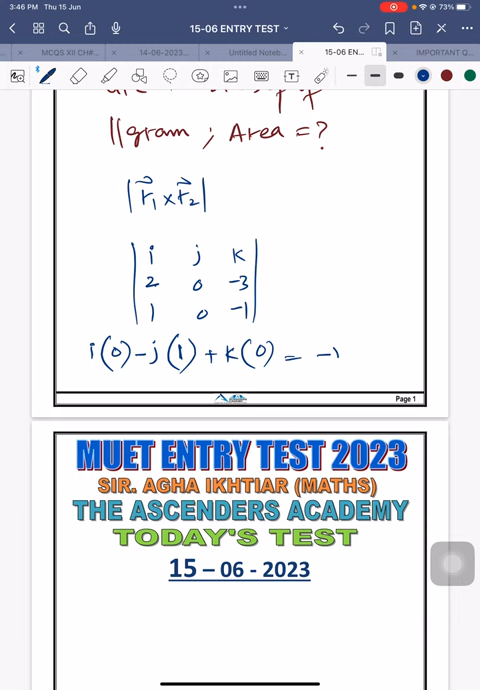 3:46 PM Thu 15 Jun
73%
15-06 ENTRY TEST
MCQS XII CH#...
14-06-2023...
Untitled Noteb...
15-06 EN...
IMPORTANT Q...
||gram ; Area = ?
|r₁ × r₂|
| i j k |
| 2 0 -3 |
| 1 0 -1 |
i(0) - j(1) + k(0) = -1
Page 1
MUET ENTRY TEST 2023
SIR. AGHA IKHTIAR (MATHS)
THE ASCENDERS ACADEMY
TODAY'S TEST
15 – 06 - 2023